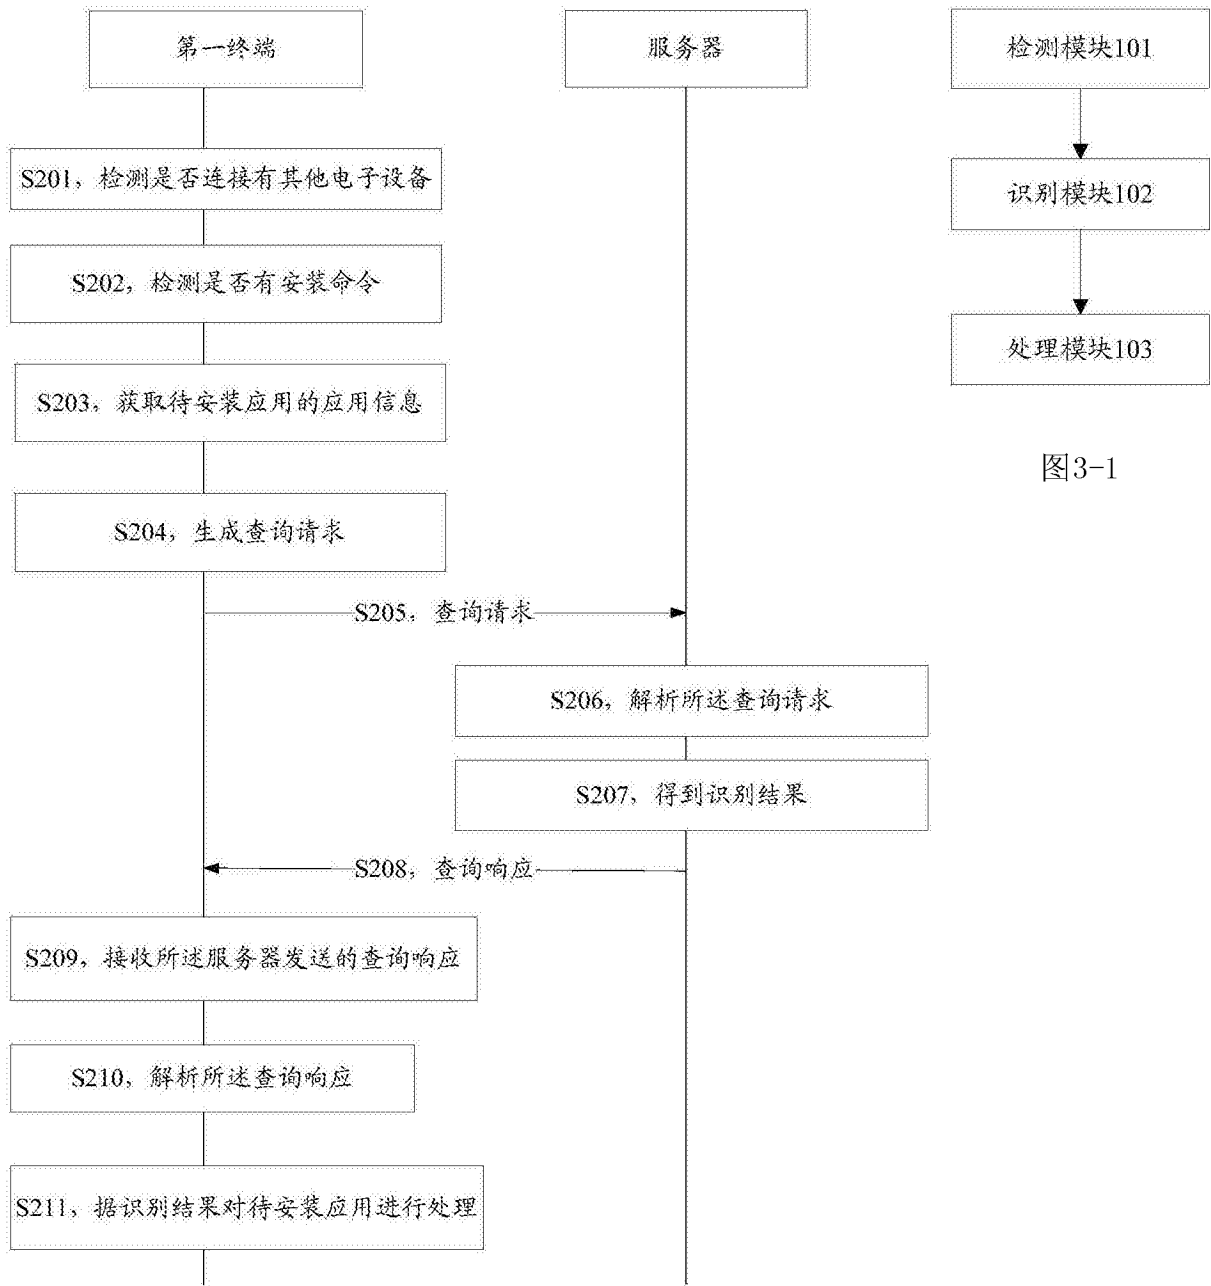 第一终端
服务器
S201，检测是否连接有其他电子设备
S202，检测是否有安装命令
S203，获取待安装应用的应用信息
S204，生成查询请求
S205，查询请求
S206，解析所述查询请求
S207，得到识别结果
S208，查询响应
S209，接收所述服务器发送的查询响应
S210，解析所述查询响应
S211，据识别结果对待安装应用进行处理
检测模块101
识别模块102
处理模块103
图3-1